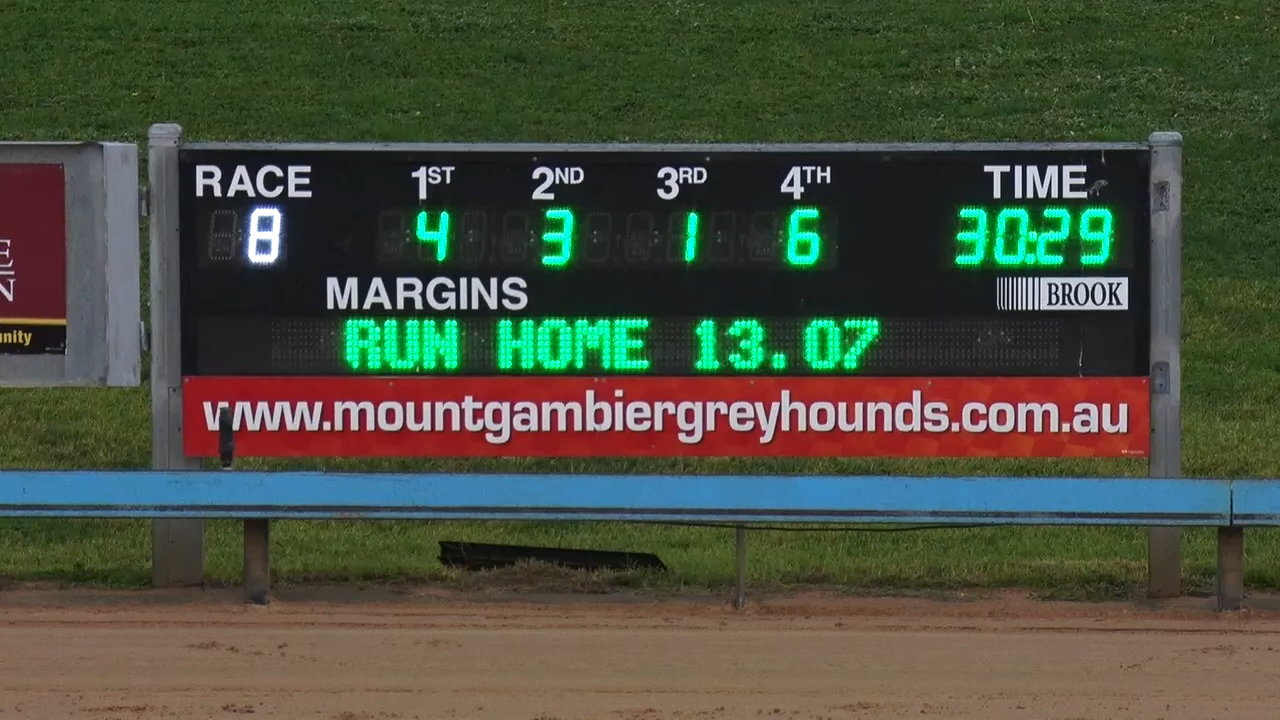 RACE 1ST 2ND 3RD 4TH TIME
8 4 3 1 6 30:29
MARGINS BROOK
RUN HOME 13.07
www.mountgambiergreyhounds.com.au
E
N
nity